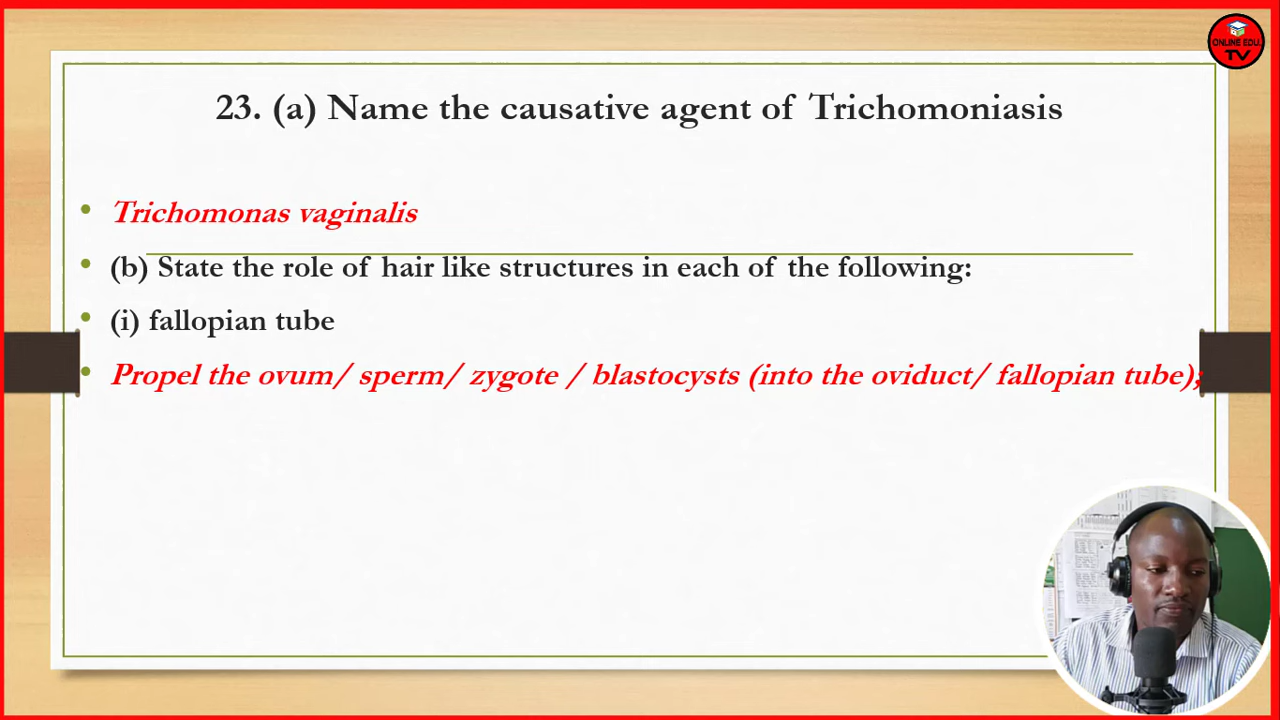 ONLINE EDU.
TV
23. (a) Name the causative agent of Trichomoniasis
• Trichomonas vaginalis
• (b) State the role of hair like structures in each of the following:
• (i) fallopian tube
• Propel the ovum/ sperm/ zygote / blastocysts (into the oviduct/ fallopian tube);